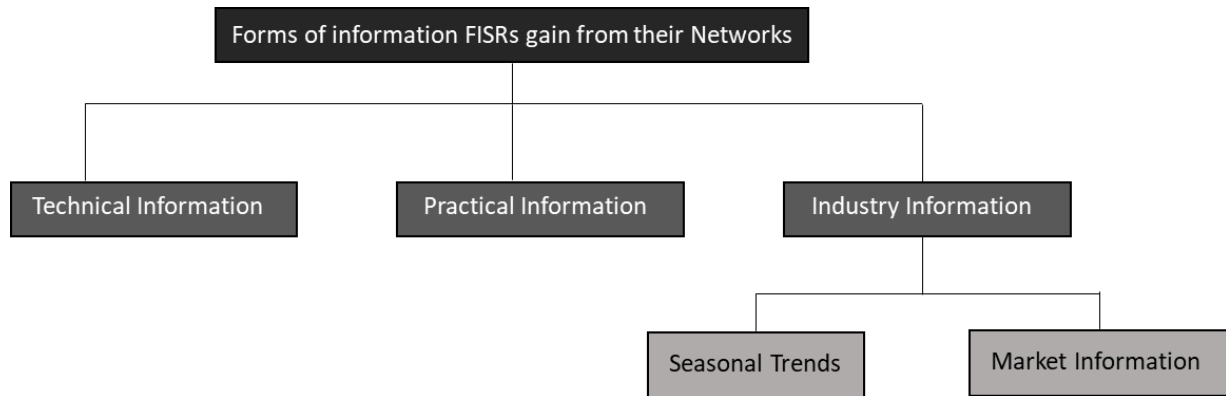 Forms of information FISRs gain from their Networks
Technical Information
Practical Information
Industry Information
Seasonal Trends
Market Information